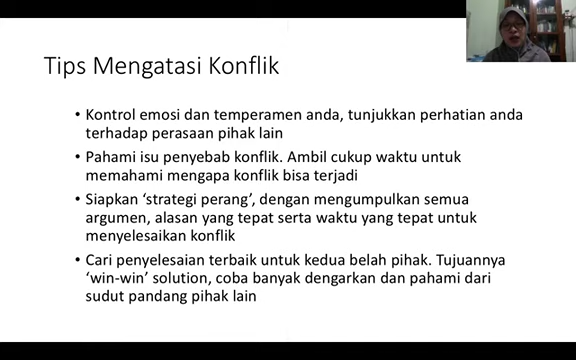 Tips Mengatasi Konflik
• Kontrol emosi dan temperamen anda, tunjukkan perhatian anda
terhadap perasaan pihak lain
• Pahami isu penyebab konflik. Ambil cukup waktu untuk
memahami mengapa konflik bisa terjadi
• Siapkan ‘strategi perang’, dengan mengumpulkan semua
argumen, alasan yang tepat serta waktu yang tepat untuk
menyelesaikan konflik
• Cari penyelesaian terbaik untuk kedua belah pihak. Tujuannya
‘win-win’ solution, coba banyak dengarkan dan pahami dari
sudut pandang pihak lain